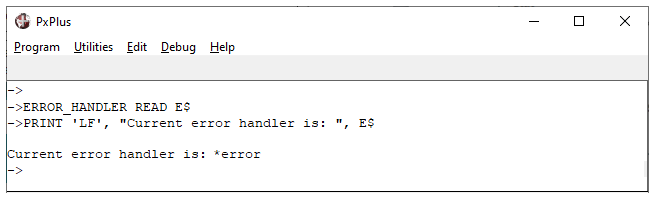 PxPlus
Program Utilities Edit Debug Help
->
->ERROR_HANDLER READ E$
->PRINT 'LF', "Current error handler is: ", E$
Current error handler is: *error
->